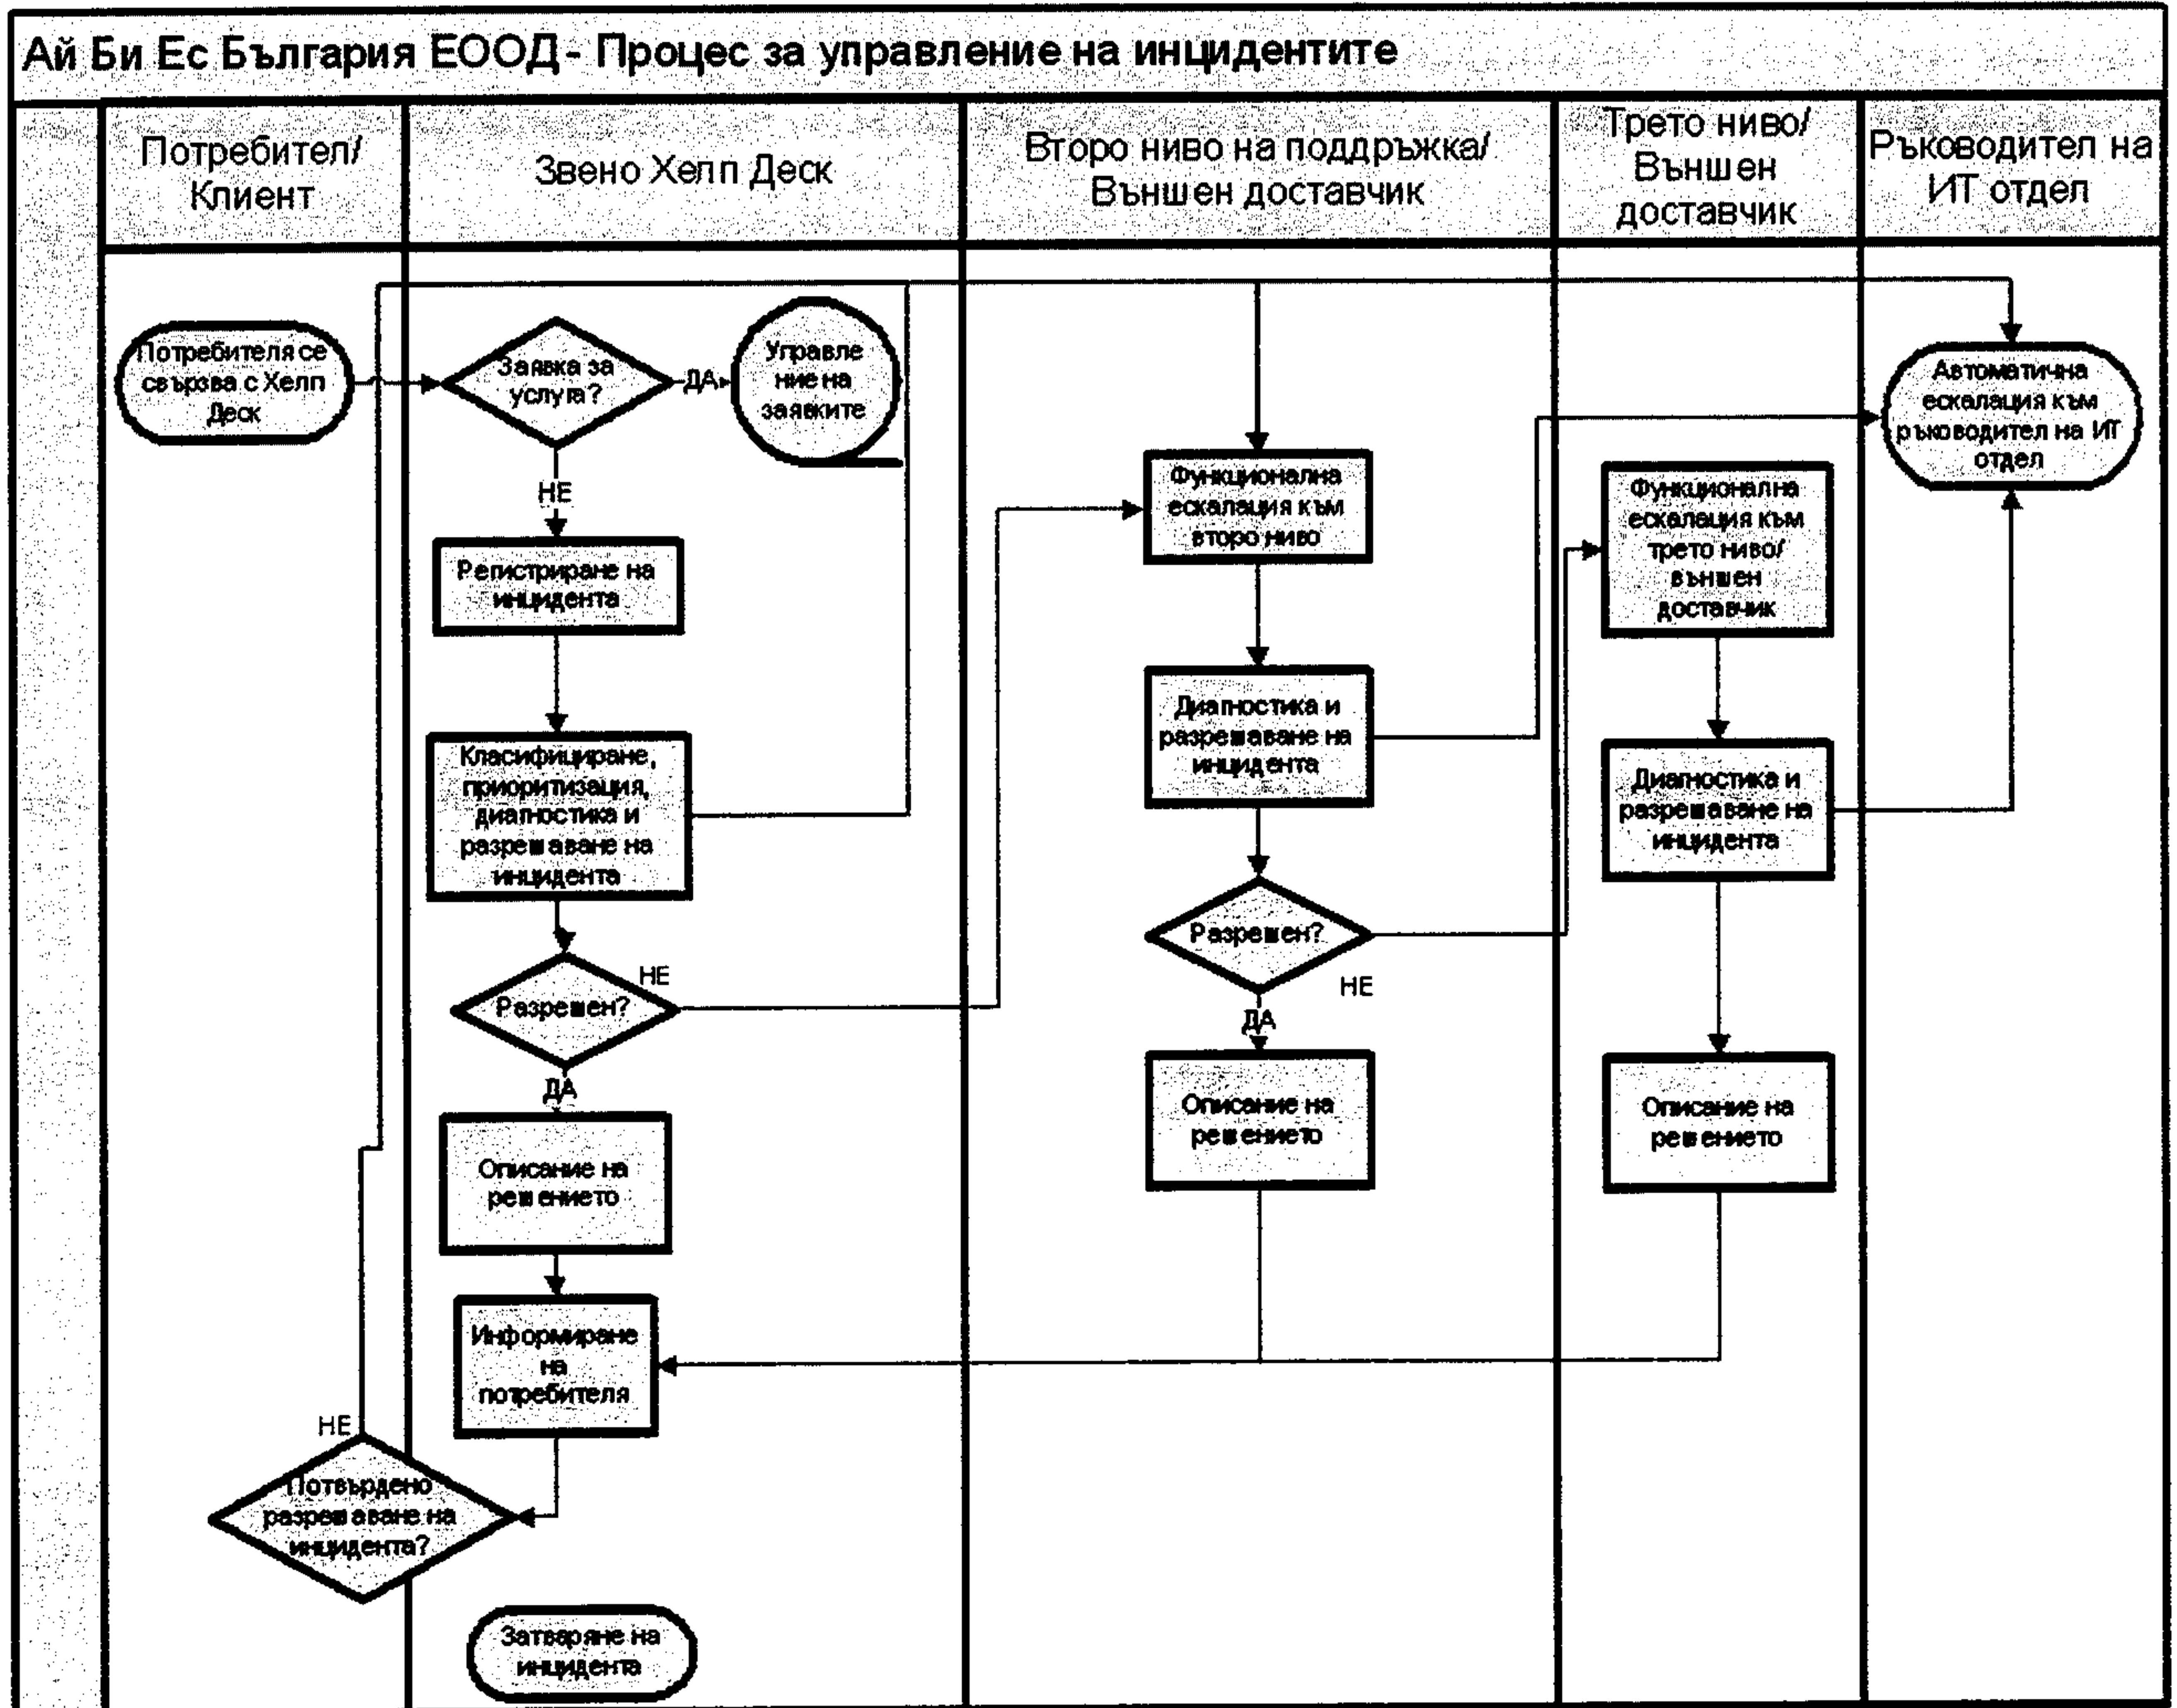 Ай Би Ес България ЕООД - Процес за управление на инцидентите
Потребител/
Клиент
Звено Хелп Деск
Второ ниво на поддръжка/
Външен доставчик
Трето ниво/
Външен
доставчик
Ръководител на
ИТ отдел
Потребителя се
свързва с Хелп
Деск
Заявка за
услуга?
ДА
Управле
ние на
заявките
НЕ
Регистриране на
инцидента
Класифициране,
приоритизация,
диагностика и
разрешаване на
инцидента
Разрешен?
НЕ
ДА
Описание на
решението
Информиране
на
потребителя
НЕ
Потвърдено
разрешаване на
инцидента?
Затваряне на
инцидента
Функционална
ескалация към
второ ниво
Диагностика и
разрешаване на
инцидента
Разрешен?
НЕ
ДА
Описание на
решението
Функционална
ескалация към
трето ниво/
външен
доставчик
Диагностика и
разрешаване на
инцидента
Описание на
решението
Автоматична
ескалация към
ръководител на ИТ
отдел